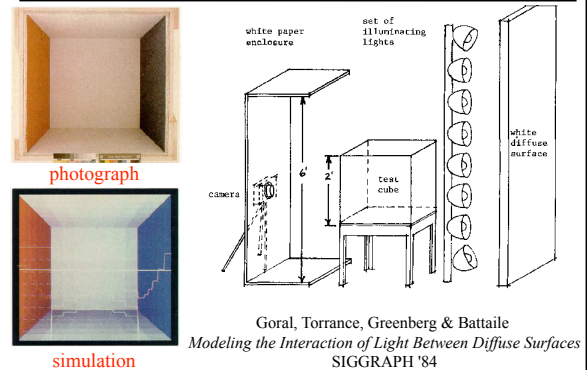 photograph
simulation
white paper
enclosure
set of
illuminating
lights
camera
6'
2'
test
cube
white
diffuse
surface
Goral, Torrance, Greenberg & Battaile
Modeling the Interaction of Light Between Diffuse Surfaces
SIGGRAPH '84